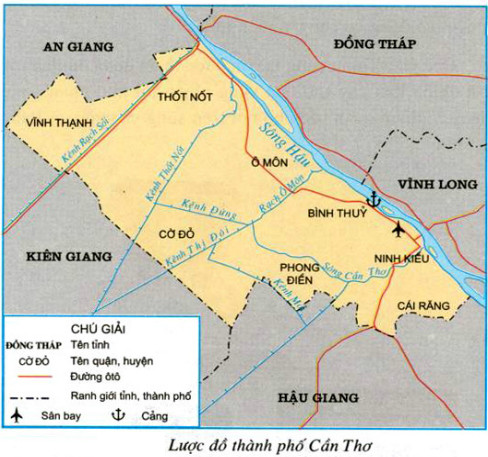 AN GIANG
ĐỒNG THÁP
THỐT NỐT
VĨNH THẠNH
Kênh Rạch Sỏi
Kênh Thốt Nốt
Sông Hậu
Ô MÔN
Rạch Ô Môn
VĨNH LONG
Kênh Đứng
BÌNH THUỶ
CỜ ĐỎ
Kênh Thị Đội
KIÊN GIANG
NINH KIỀU
PHONG
ĐIỀN
Sông Cần Thơ
CÁI RĂNG
HẬU GIANG
CHÚ GIẢI
ĐỒNG THÁP Tên tỉnh
CỜ ĐỎ Tên quận, huyện
Đường ôtô
Ranh giới tỉnh, thành phố
Sân bay Cảng
Lược đồ thành phố Cần Thơ